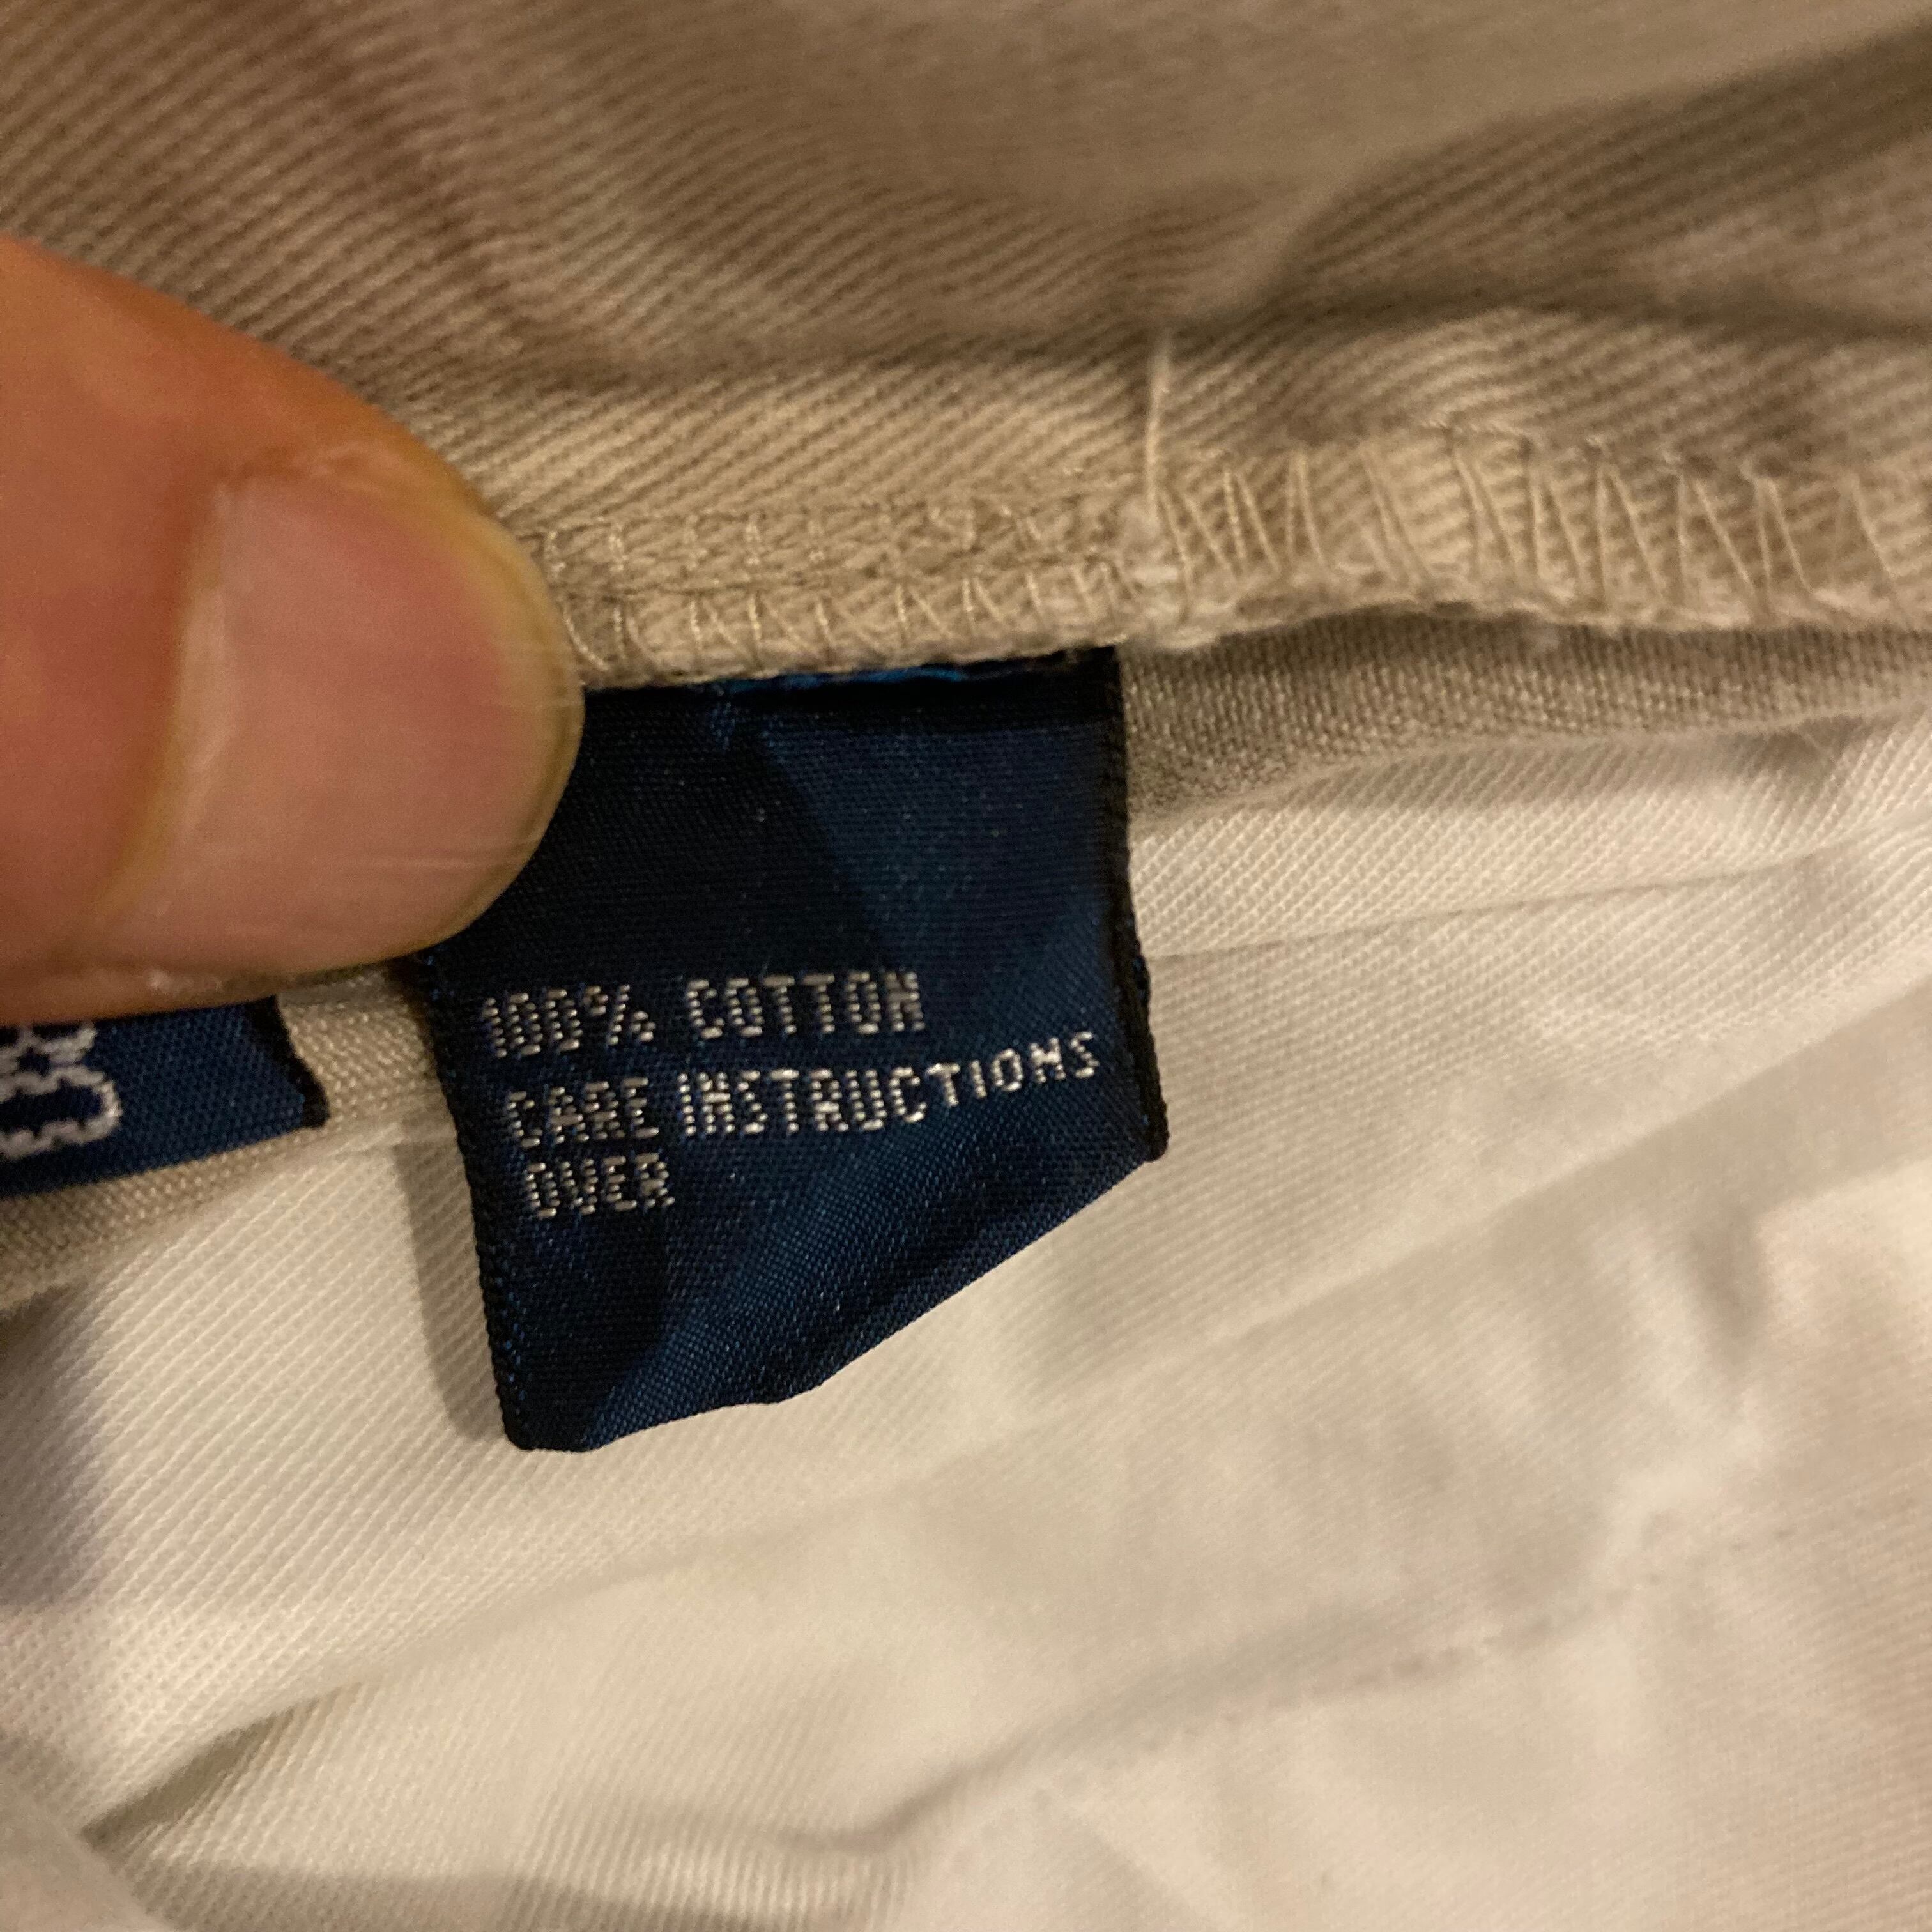 100% COTTON
CARE INSTRUCTIONS
OVER